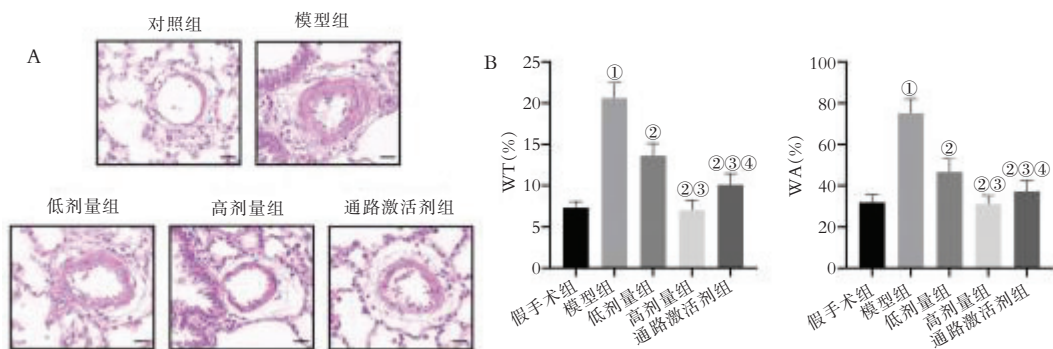 A
对照组
模型组
低剂量组
高剂量组
通路激活剂组
B
WT(%)
25
20
15
10
5
0
①
②
②③
②③④
假手术组
模型组
低剂量组
高剂量组
通路激活剂组
WA(%)
100
80
60
40
20
0
①
②
②③
②③④
假手术组
模型组
低剂量组
高剂量组
通路激活剂组